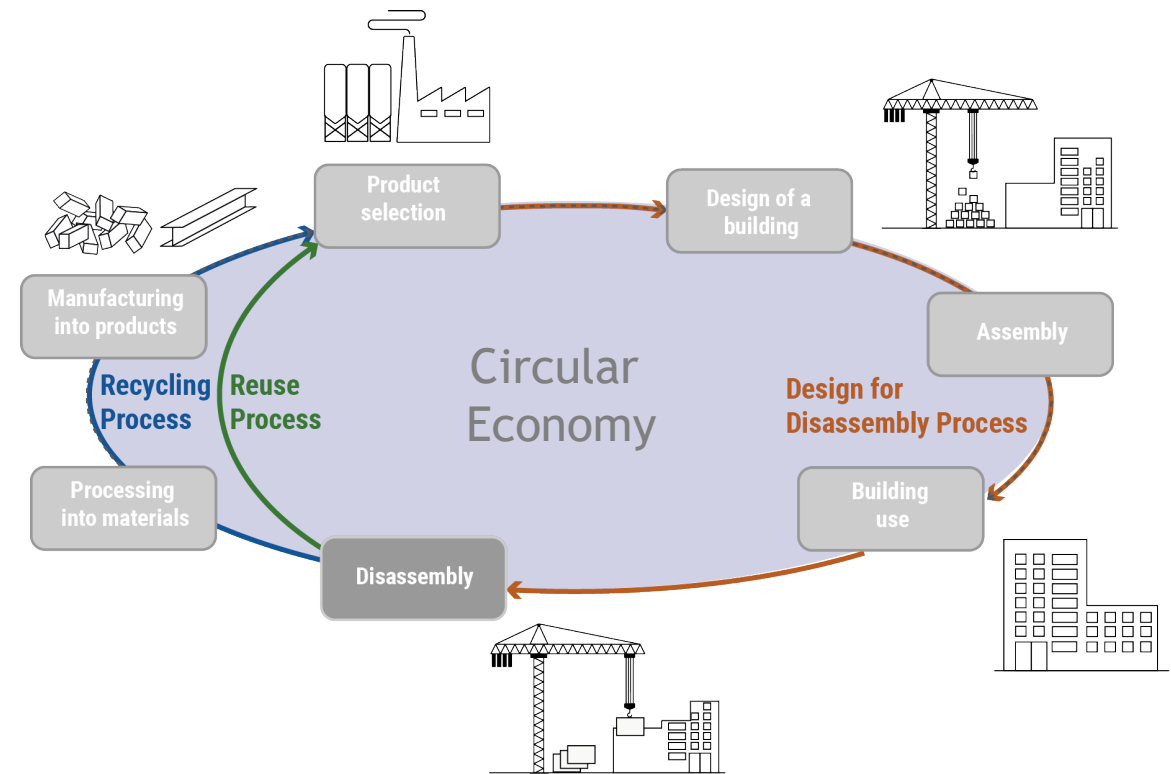 Product
selection
Design of a
building
Manufacturing
into products
Assembly
Recycling
Process
Reuse
Process
Circular
Economy
Design for
Disassembly Process
Processing
into materials
Building
use
Disassembly